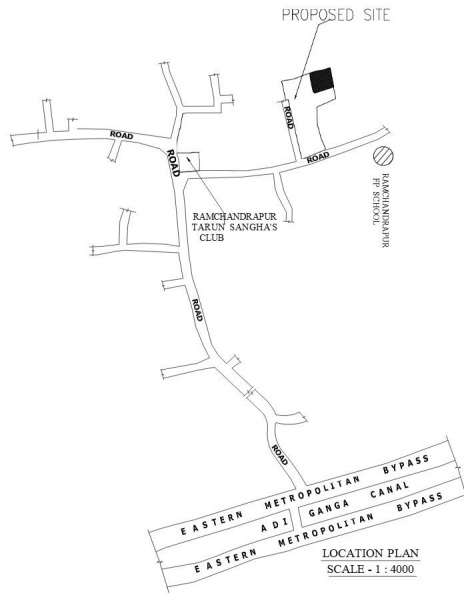 PROPOSED SITE
ROAD
ROAD
ROAD
ROAD
RAMCHANDRAPUR
FP SCHOOL
RAMCHANDRAPUR
TARUN SANGHA'S
CLUB
ROAD
ROAD
EASTERN METROPOLITAN BYPASS
ADI GANGA CANAL
EASTERN METROPOLITAN BYPASS
LOCATION PLAN
SCALE - 1 : 4000